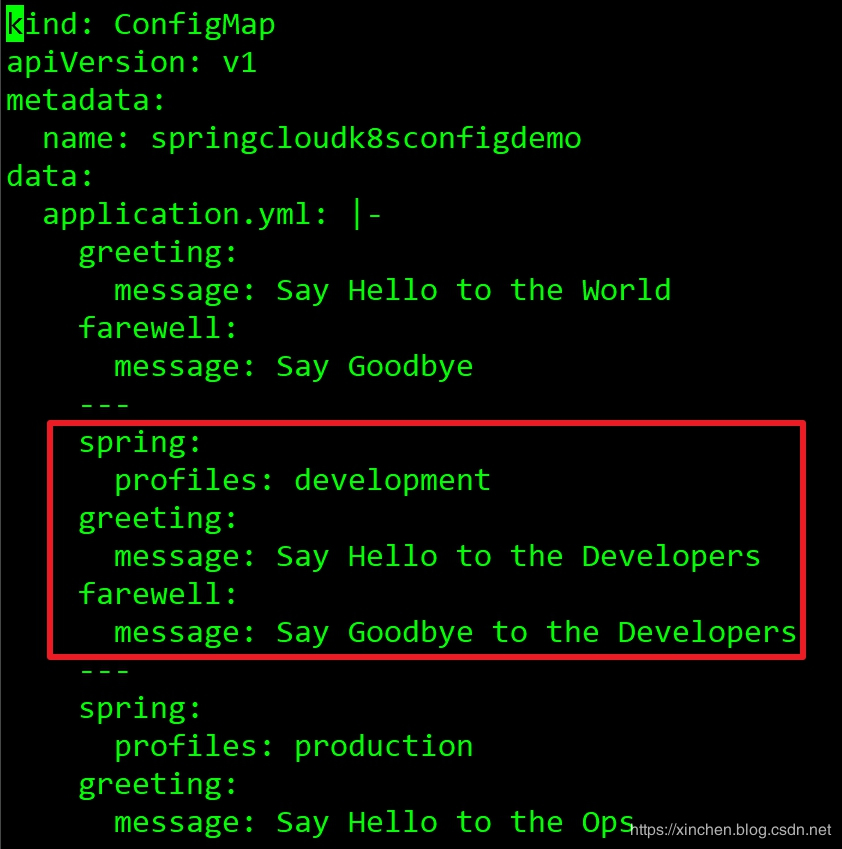 kind: ConfigMap
apiVersion: v1
metadata:
  name: springcloudk8sconfigdemo
data:
  application.yml: |-
    greeting:
      message: Say Hello to the World
    farewell:
      message: Say Goodbye
    ---
    spring:
      profiles: development
    greeting:
      message: Say Hello to the Developers
    farewell:
      message: Say Goodbye to the Developers
    ---
    spring:
      profiles: production
    greeting:
      message: Say Hello to the Ops
https://xinchen.blog.csdn.net